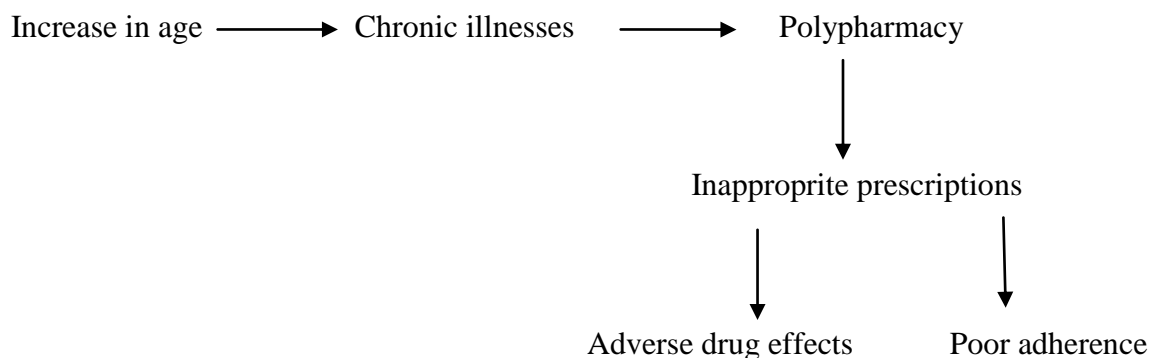 Increase in age Chronic illnesses Polypharmacy
Inapproprite prescriptions
Adverse drug effects Poor adherence